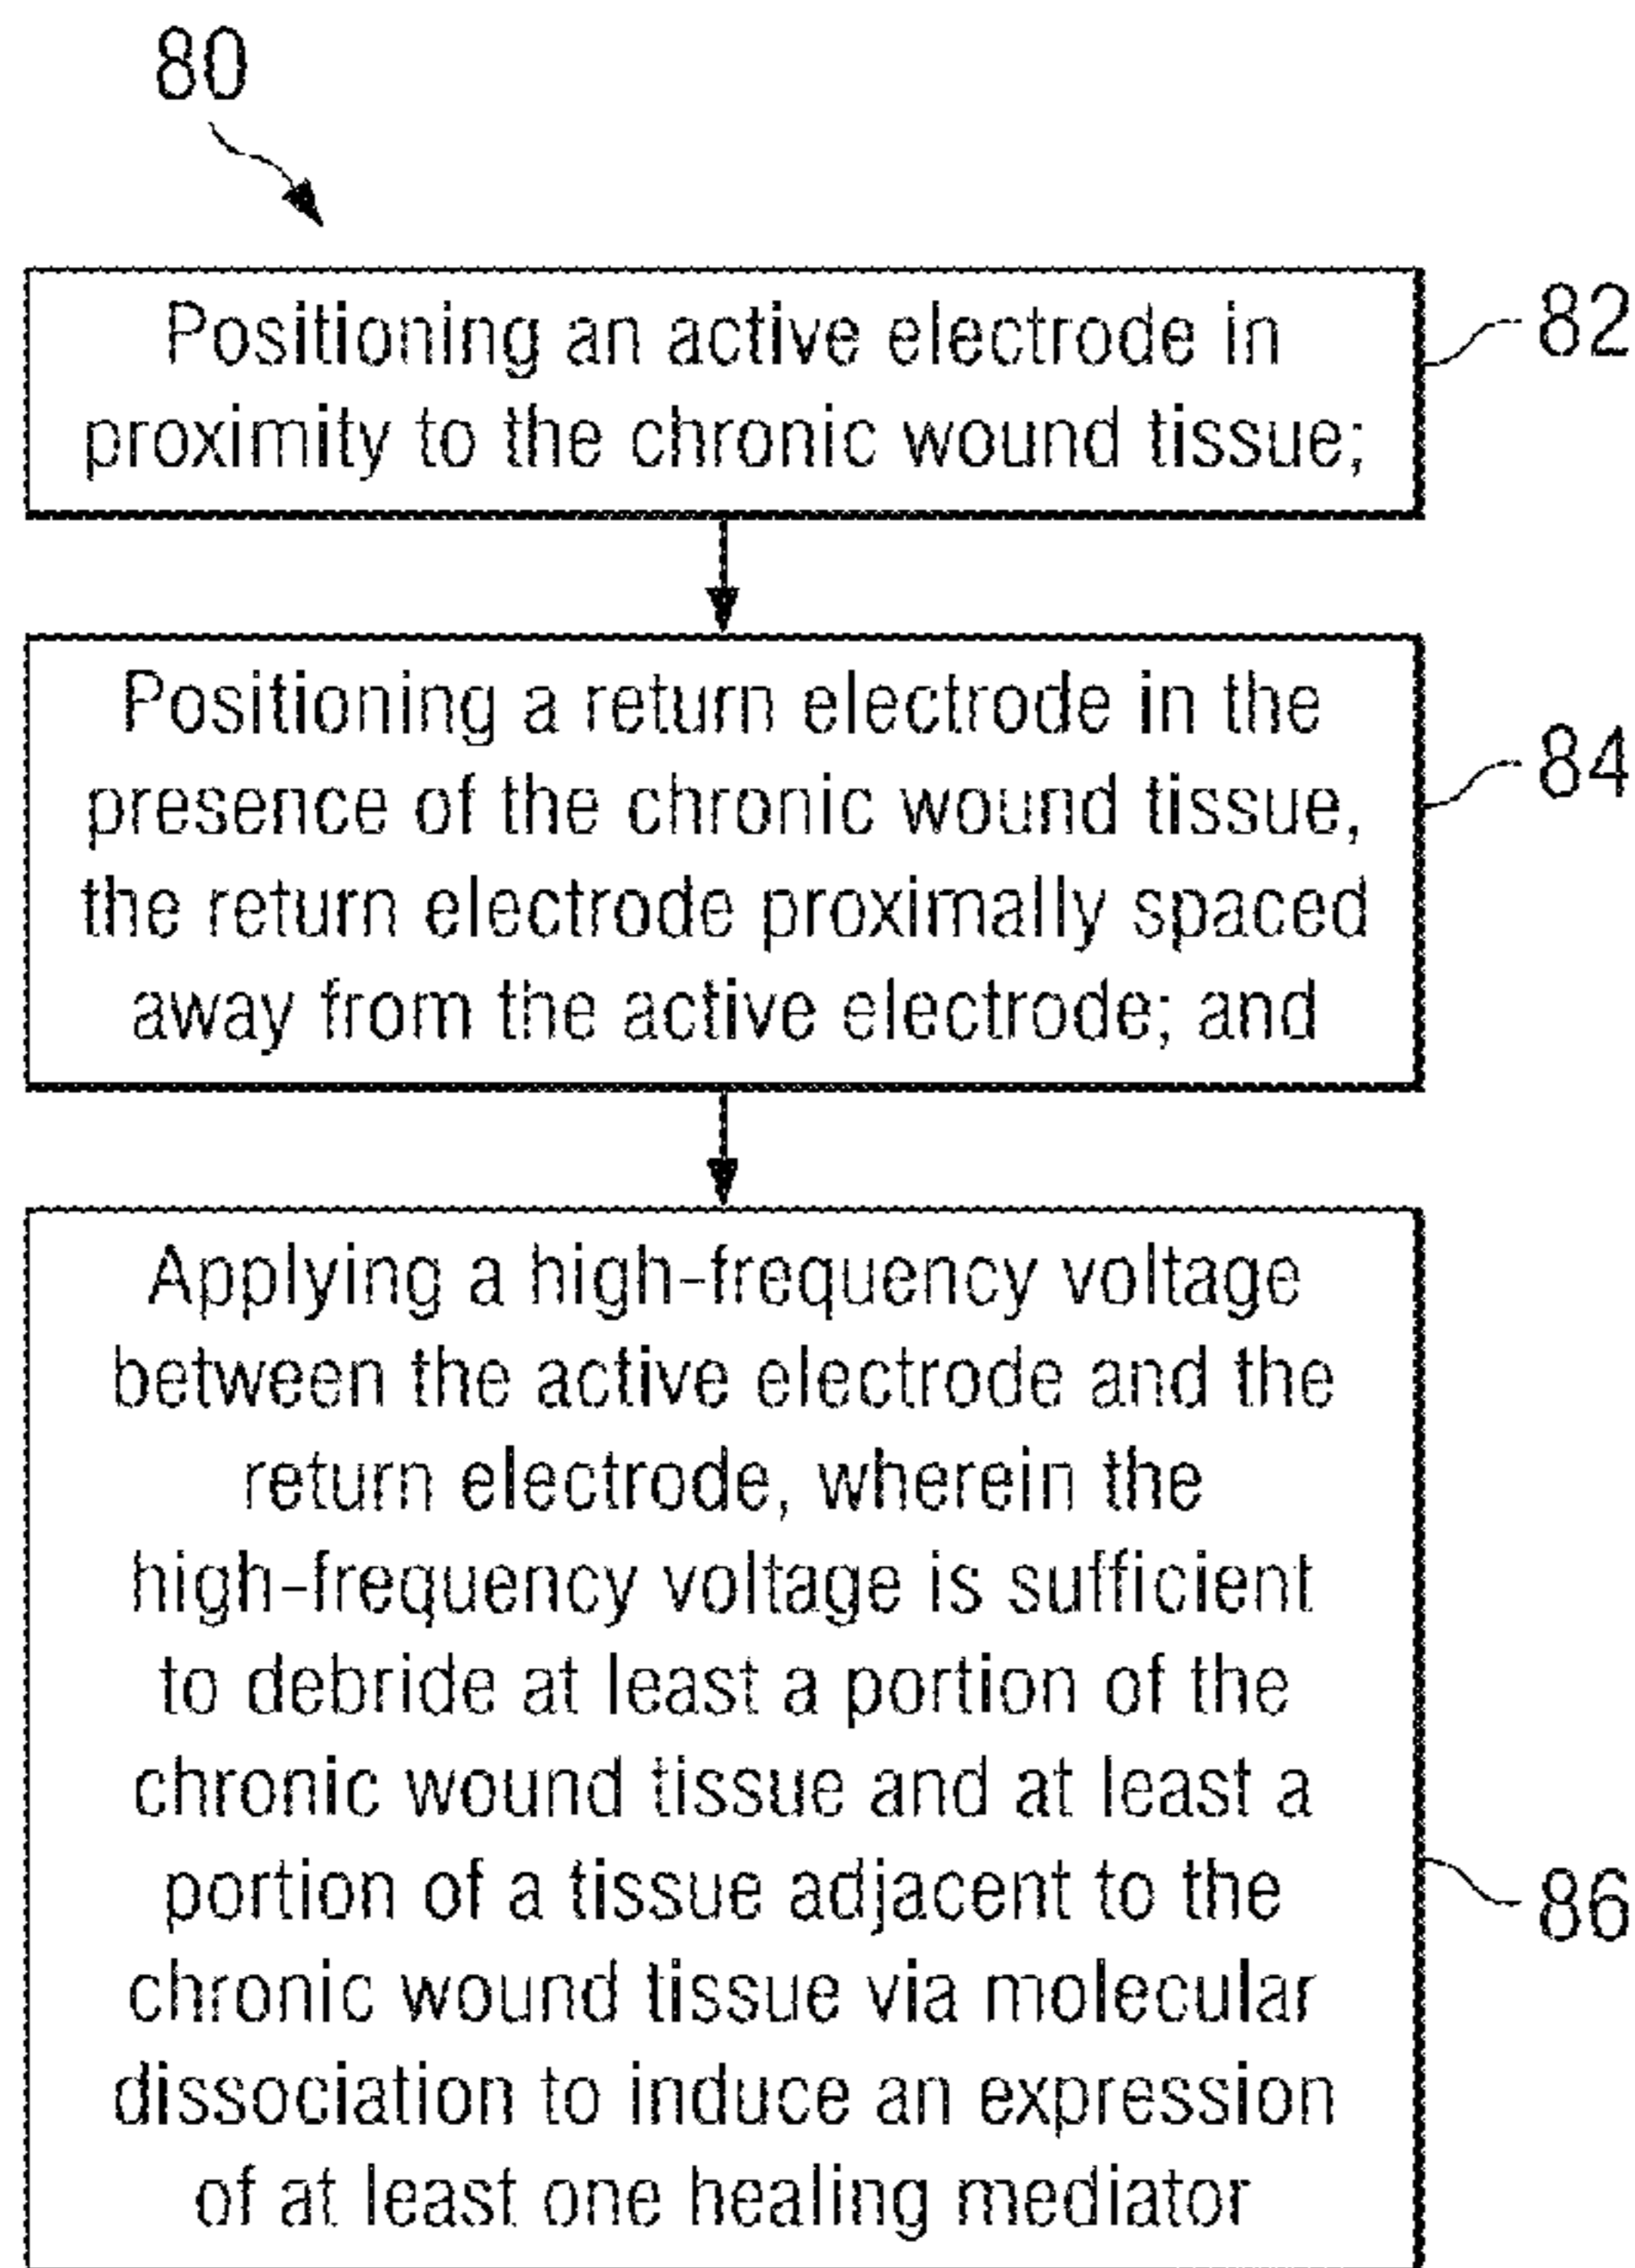 80
Positioning an active electrode in
proximity to the chronic wound tissue;
82
Positioning a return electrode in the
presence of the chronic wound tissue,
the return electrode proximally spaced
away from the active electrode; and
84
Applying a high-frequency voltage
between the active electrode and the
return electrode, wherein the
high-frequency voltage is sufficient
to debride at least a portion of the
chronic wound tissue and at least a
portion of a tissue adjacent to the
chronic wound tissue via molecular
dissociation to induce an expression
of at least one healing mediator
86